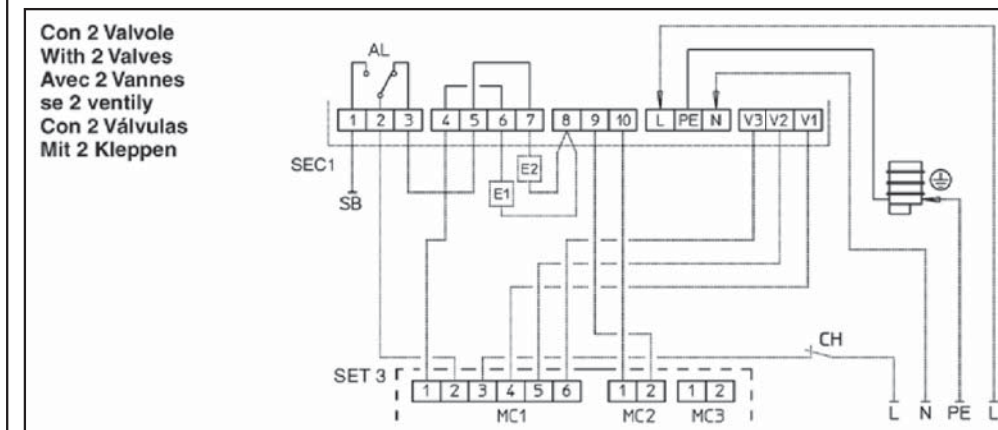 Con 2 Valvole
With 2 Valves
Avec 2 Vannes
se 2 ventily
Con 2 Válvulas
Mit 2 Kleppen
AL
1 2 3 4 5 6 7 8 9 10 L PE N V3 V2 V1
SEC1
E2
E1
SB
CH
SET 3
1 2 3 4 5 6 1 2 1 2
MC1 MC2 MC3
L N PE L